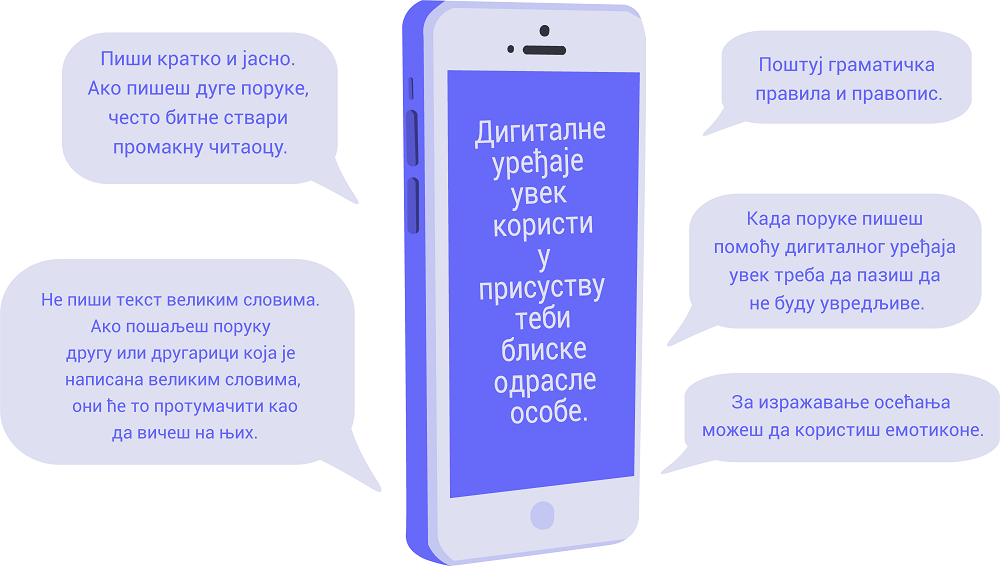 Пиши кратко и јасно.
Ако пишеш дуге поруке,
често битне ствари
промакну читаоцу.
Не пиши текст великим словима.
Ако пошаљеш поруку
другу или другарици која је
написана великим словима,
они ће то протумачити као
да вичеш на њих.
Дигиталне
уређаје
увек
користи
у
присуству
теби
блиске
одрасле
особе.
Поштуј граматичка
правила и правопис.
Када поруке пишеш
помоћу дигиталног уређаја
увек треба да пазиш да
не буду увредљиве.
За изражавање осећања
можеш да користиш емотиконе.